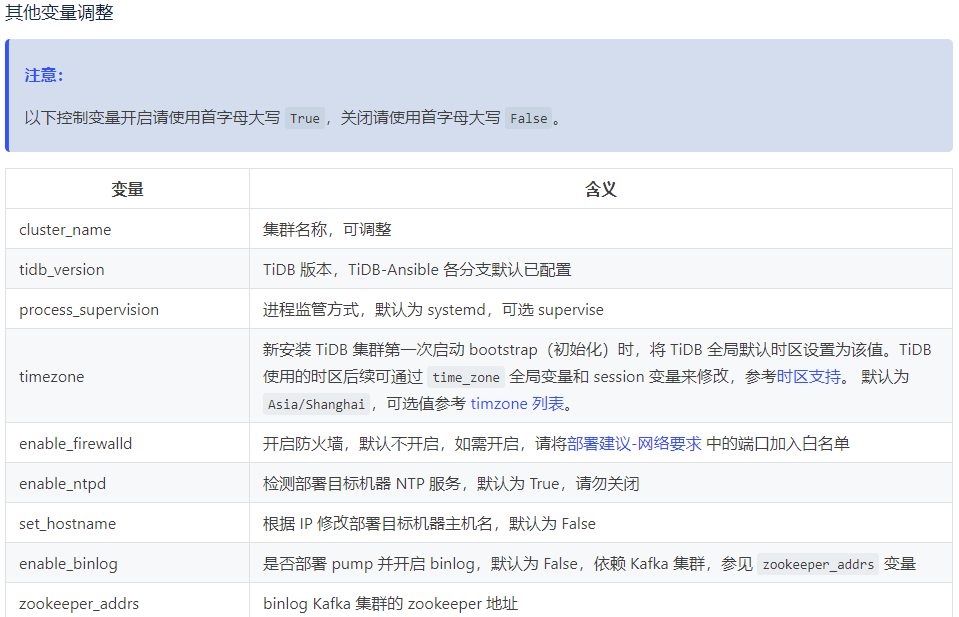 其他变量调整
注意：
以下控制变量开启请使用首字母大写 True，关闭请使用首字母大写 False。
变量 含义
cluster_name 集群名称，可调整
tidb_version TiDB 版本，TiDB-Ansible 各分支默认已配置
process_supervision 进程监管方式，默认为 systemd，可选 supervise
timezone
新安装 TiDB 集群第一次启动 bootstrap（初始化）时，将 TiDB 全局默认时区设置为该值。TiDB
使用的时区后续可通过 time_zone 全局变量和 session 变量来修改，参考时区支持。 默认为
Asia/Shanghai ，可选值参考 timzone 列表。
enable_firewalld 开启防火墙，默认不开启，如需开启，请将部署建议-网络要求 中的端口加入白名单
enable_ntpd 检测部署目标机器 NTP 服务，默认为 True，请勿关闭
set_hostname 根据 IP 修改部署目标机器主机名，默认为 False
enable_binlog 是否部署 pump 并开启 binlog，默认为 False，依赖 Kafka 集群，参见 zookeeper_addrs 变量
zookeeper_addrs binlog Kafka 集群的 zookeeper 地址